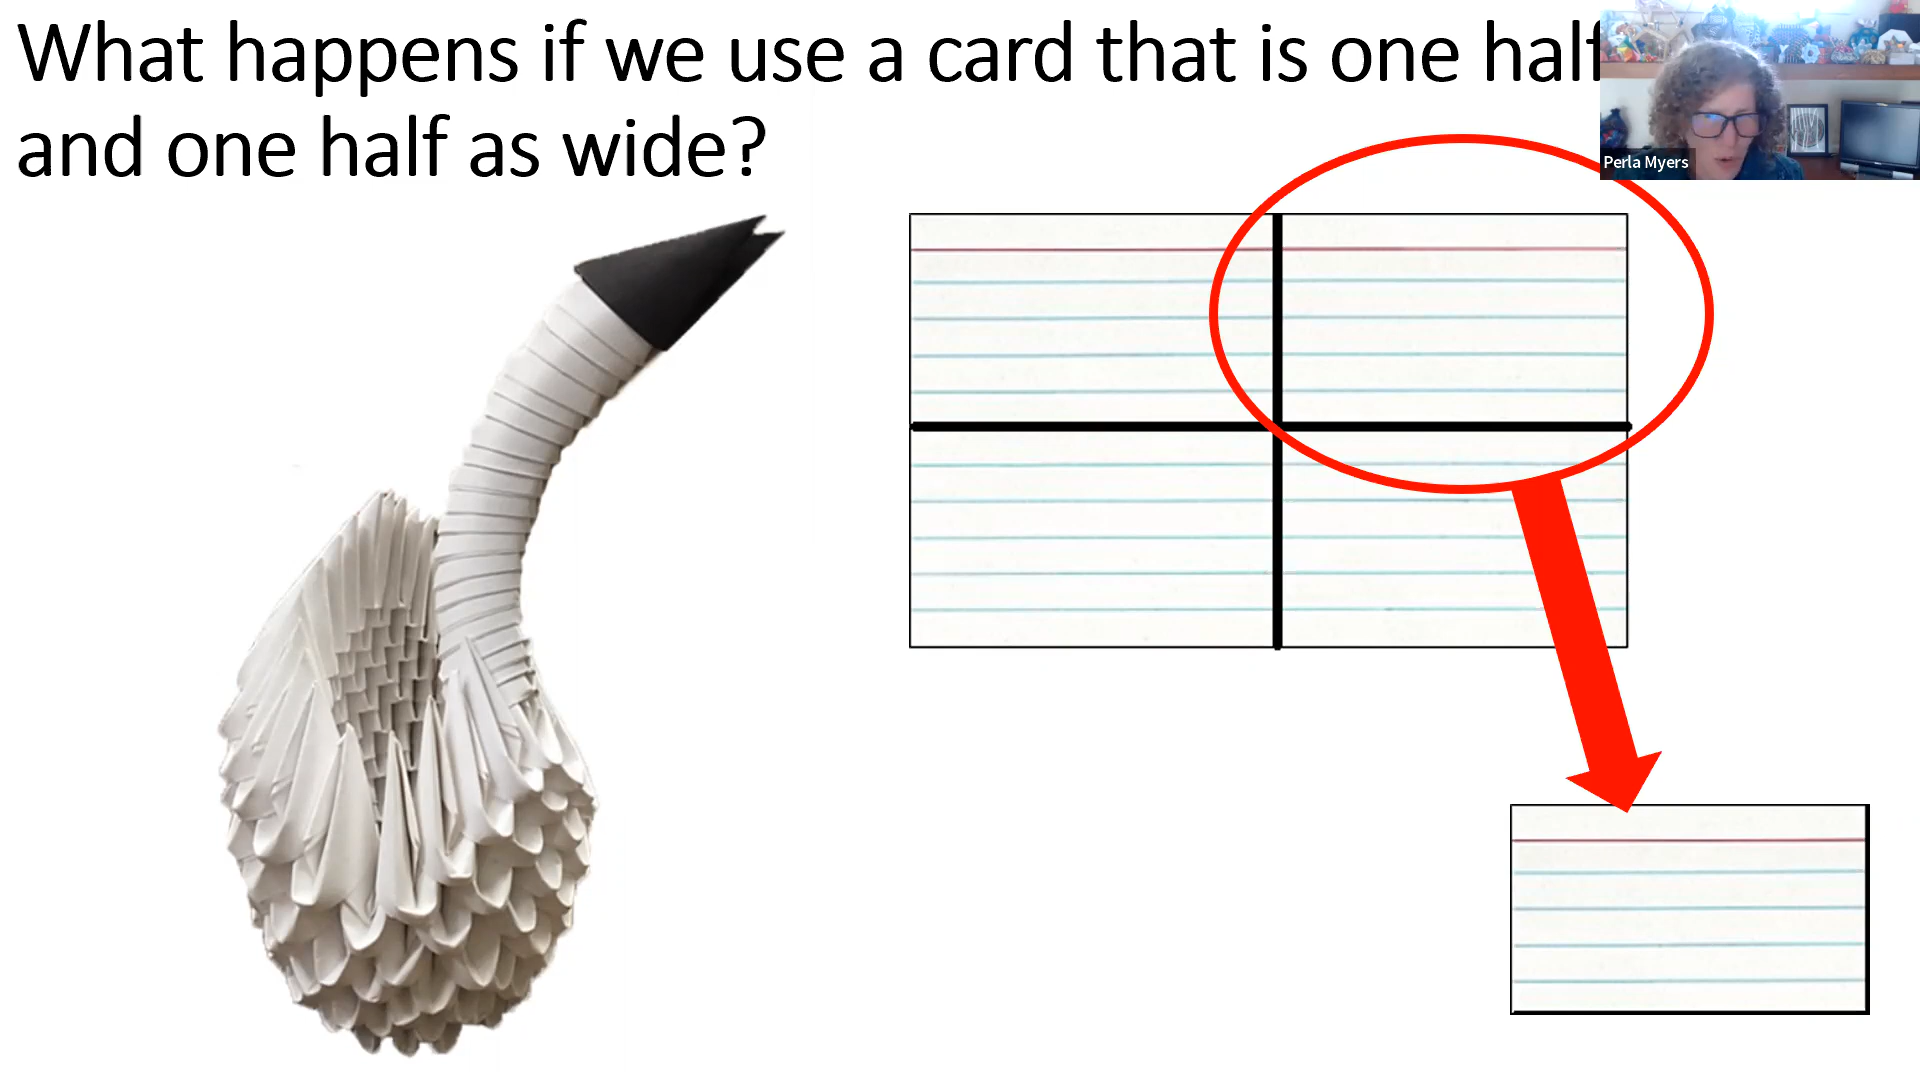 What happens if we use a card that is one half
and one half as wide?
Perla Myers